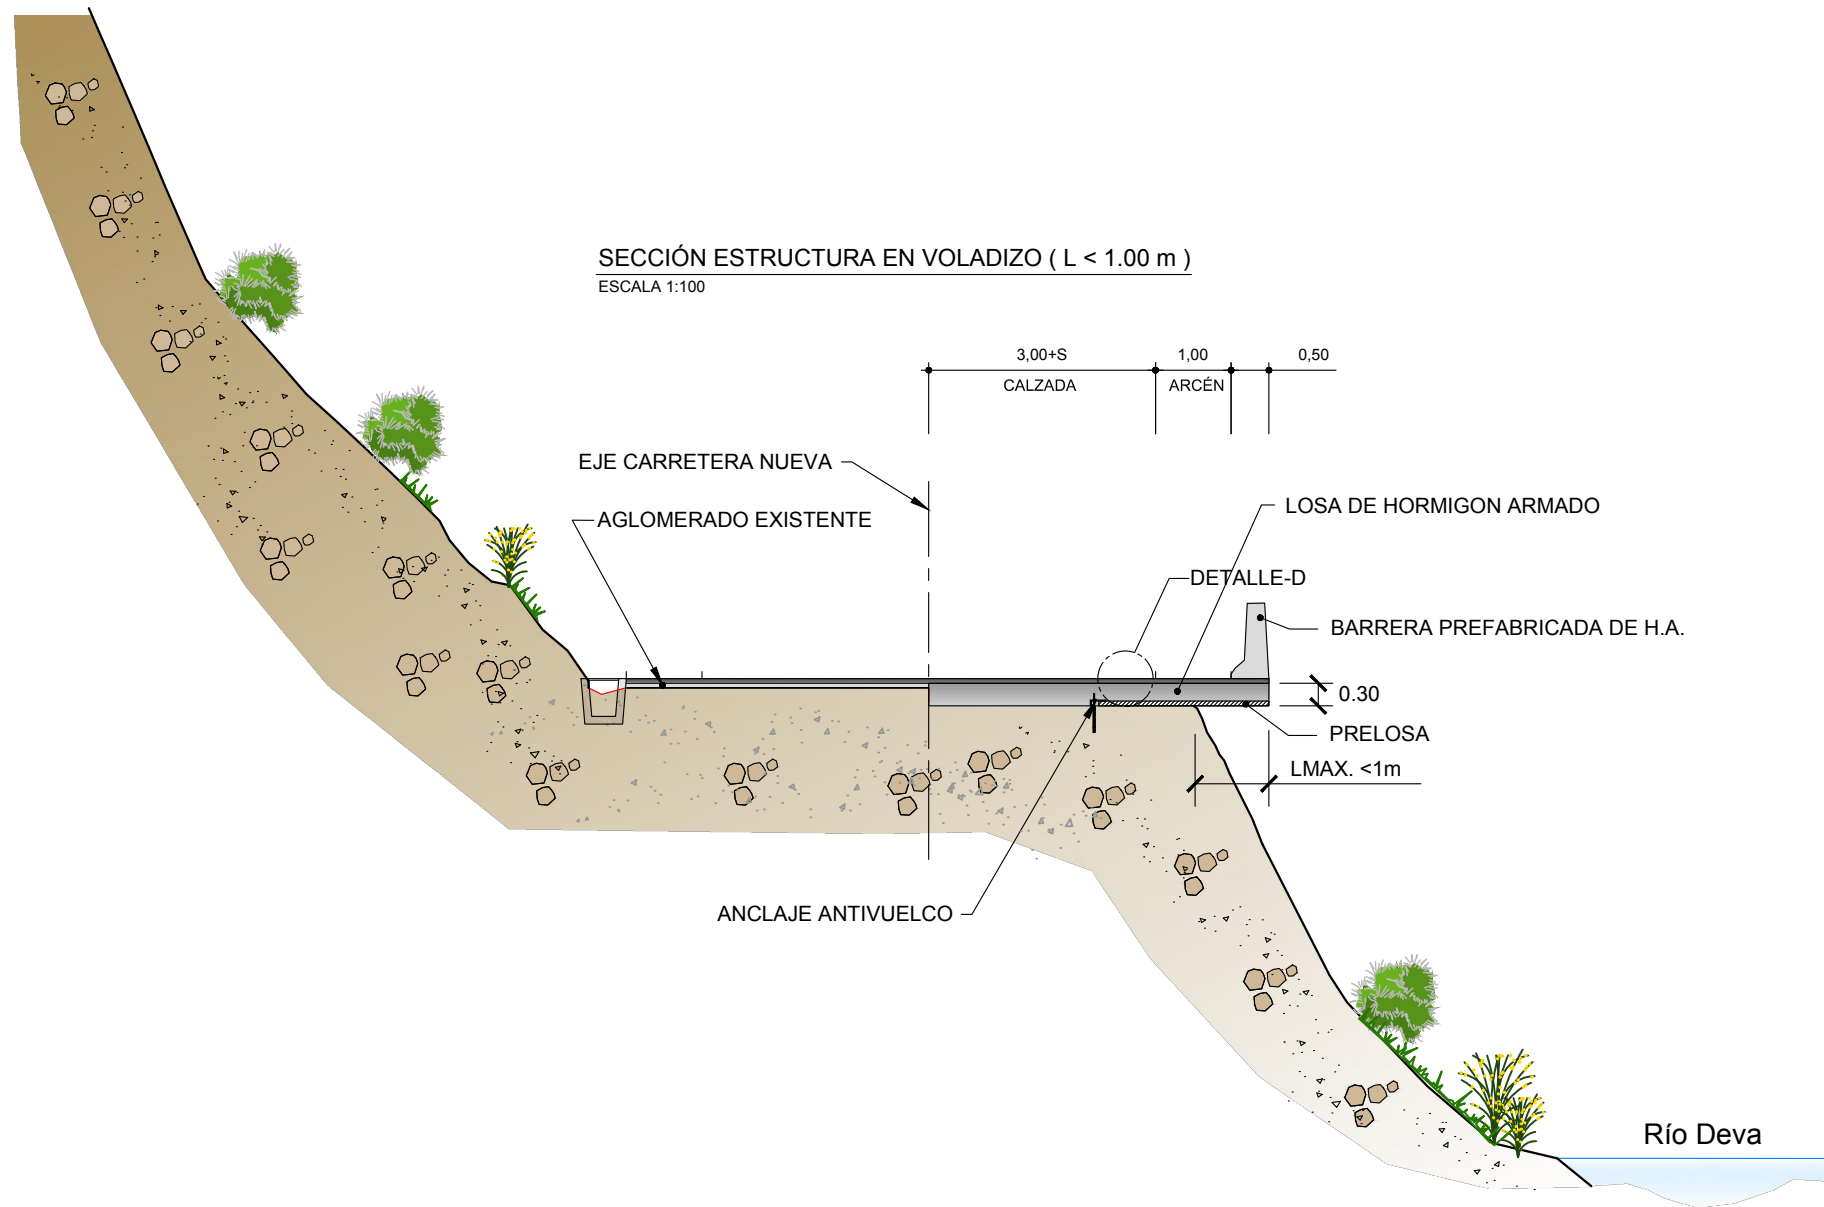 SECCIÓN ESTRUCTURA EN VOLADIZO ( L < 1.00 m )
ESCALA 1:100
3,00+S
1,00
0,50
CALZADA
ARCÉN
EJE CARRETERA NUEVA
AGLOMERADO EXISTENTE
LOSA DE HORMIGON ARMADO
DETALLE-D
BARRERA PREFABRICADA DE H.A.
0.30
PRELOSA
LMAX. <1m
ANCLAJE ANTIVUELCO
Río Deva